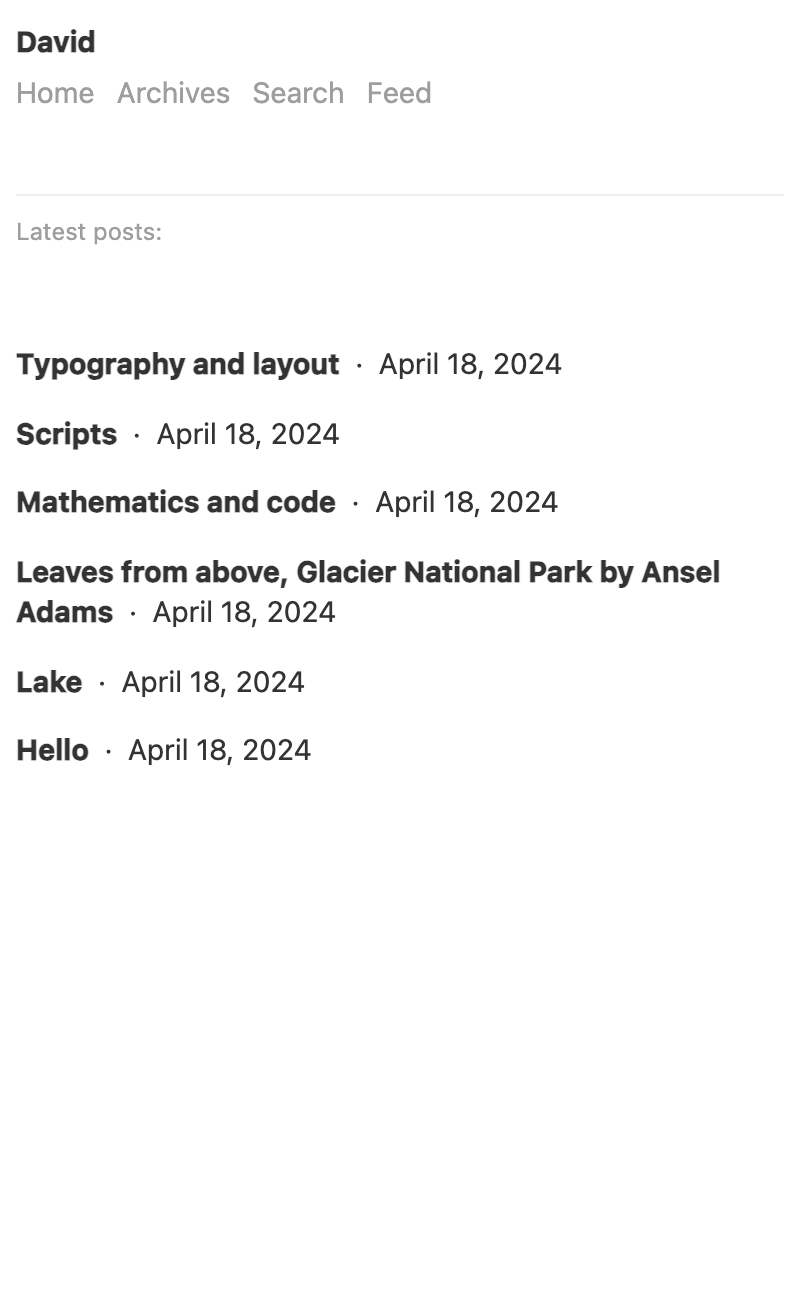 David
Home Archives Search Feed
Latest posts:
Typography and layout · April 18, 2024
Scripts · April 18, 2024
Mathematics and code · April 18, 2024
Leaves from above, Glacier National Park by Ansel
Adams · April 18, 2024
Lake · April 18, 2024
Hello · April 18, 2024